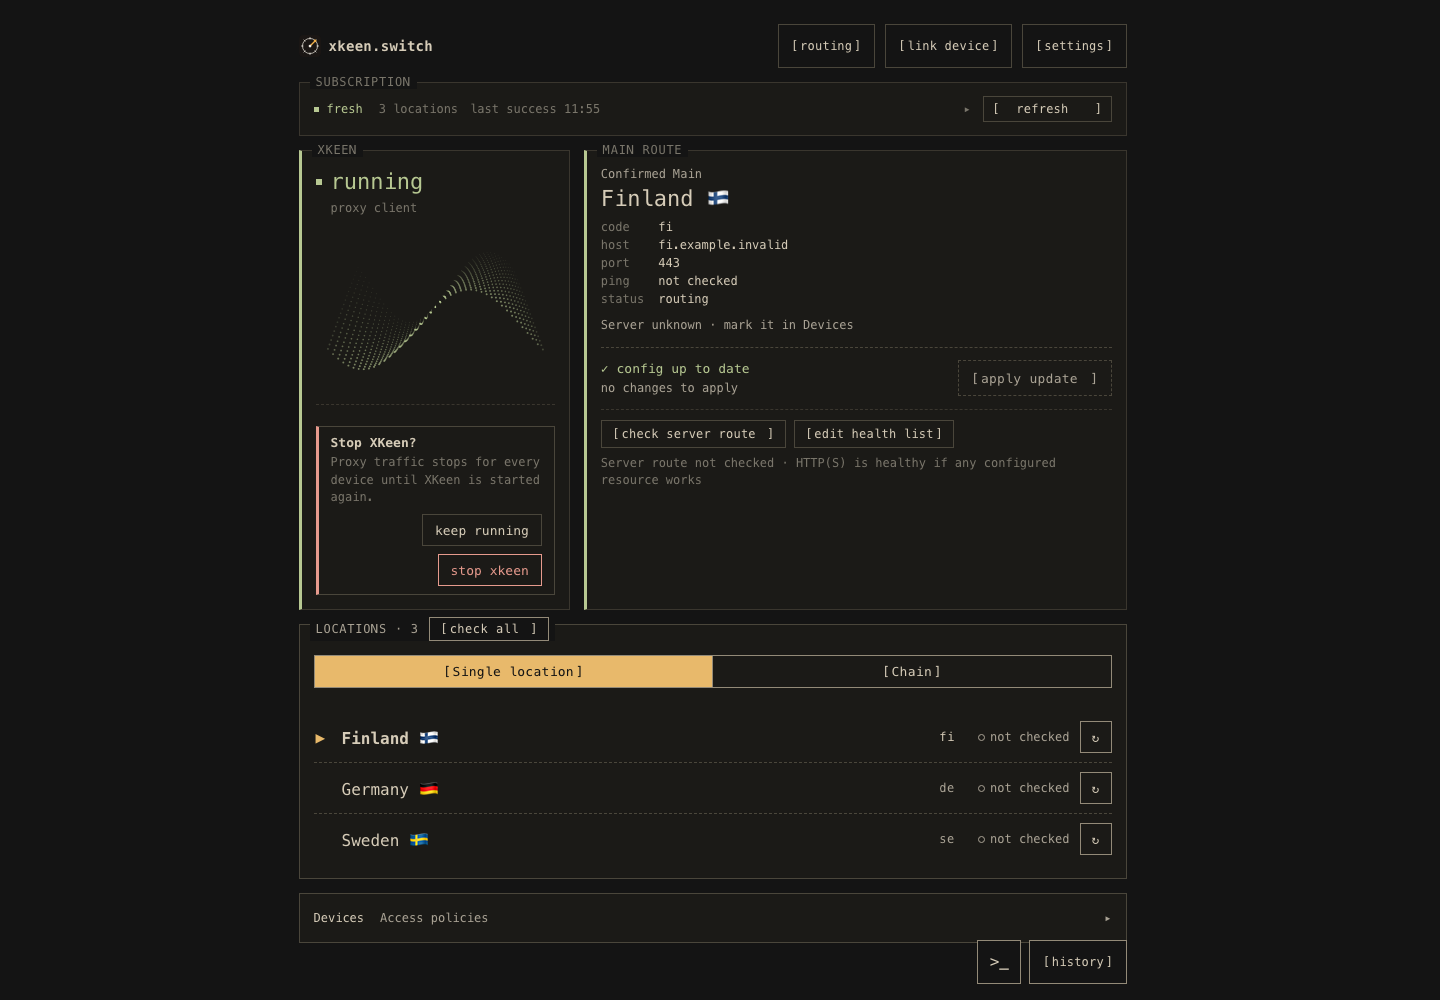 xkeen.switch
[routing] [link device] [settings]
SUBSCRIPTION
fresh 3 locations last success 11:55 ▸ [ refresh ]
XKEEN
running
proxy client
Stop XKeen?
Proxy traffic stops for every
device until XKeen is started
again.
keep running
stop xkeen
MAIN ROUTE
Confirmed Main
Finland
code fi
host fi.example.invalid
port 443
ping not checked
status routing
Server unknown · mark it in Devices
✓ config up to date
no changes to apply
[apply update ]
[check server route ] [edit health list]
Server route not checked · HTTP(S) is healthy if any configured
resource works
LOCATIONS · 3 [check all ]
[Single location] [Chain]
▶ Finland fi ○ not checked ↻
Germany de ○ not checked ↻
Sweden se ○ not checked ↻
Devices Access policies ▸
>_ [history]